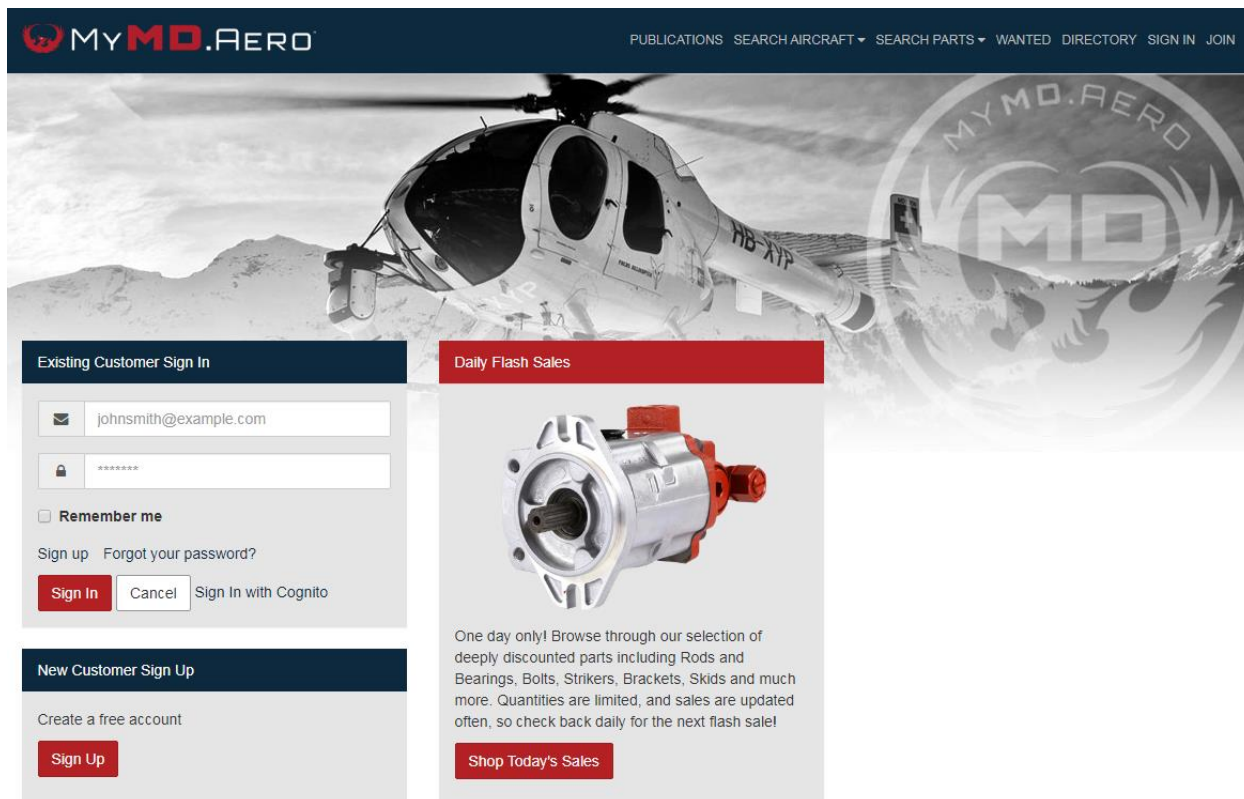 MYMD.AERO
PUBLICATIONS SEARCH AIRCRAFT SEARCH PARTS WANTED DIRECTORY SIGN IN JOIN
MYMD.AERO
MD
HB-XYP
XYP
Existing Customer Sign In
johnsmith@example.com
*******
Remember me
Sign up Forgot your password?
Sign In Cancel Sign In with Cognito
New Customer Sign Up
Create a free account
Sign Up
Daily Flash Sales
One day only! Browse through our selection of
deeply discounted parts including Rods and
Bearings, Bolts, Strikers, Brackets, Skids and much
more. Quantities are limited, and sales are updated
often, so check back daily for the next flash sale!
Shop Today's Sales